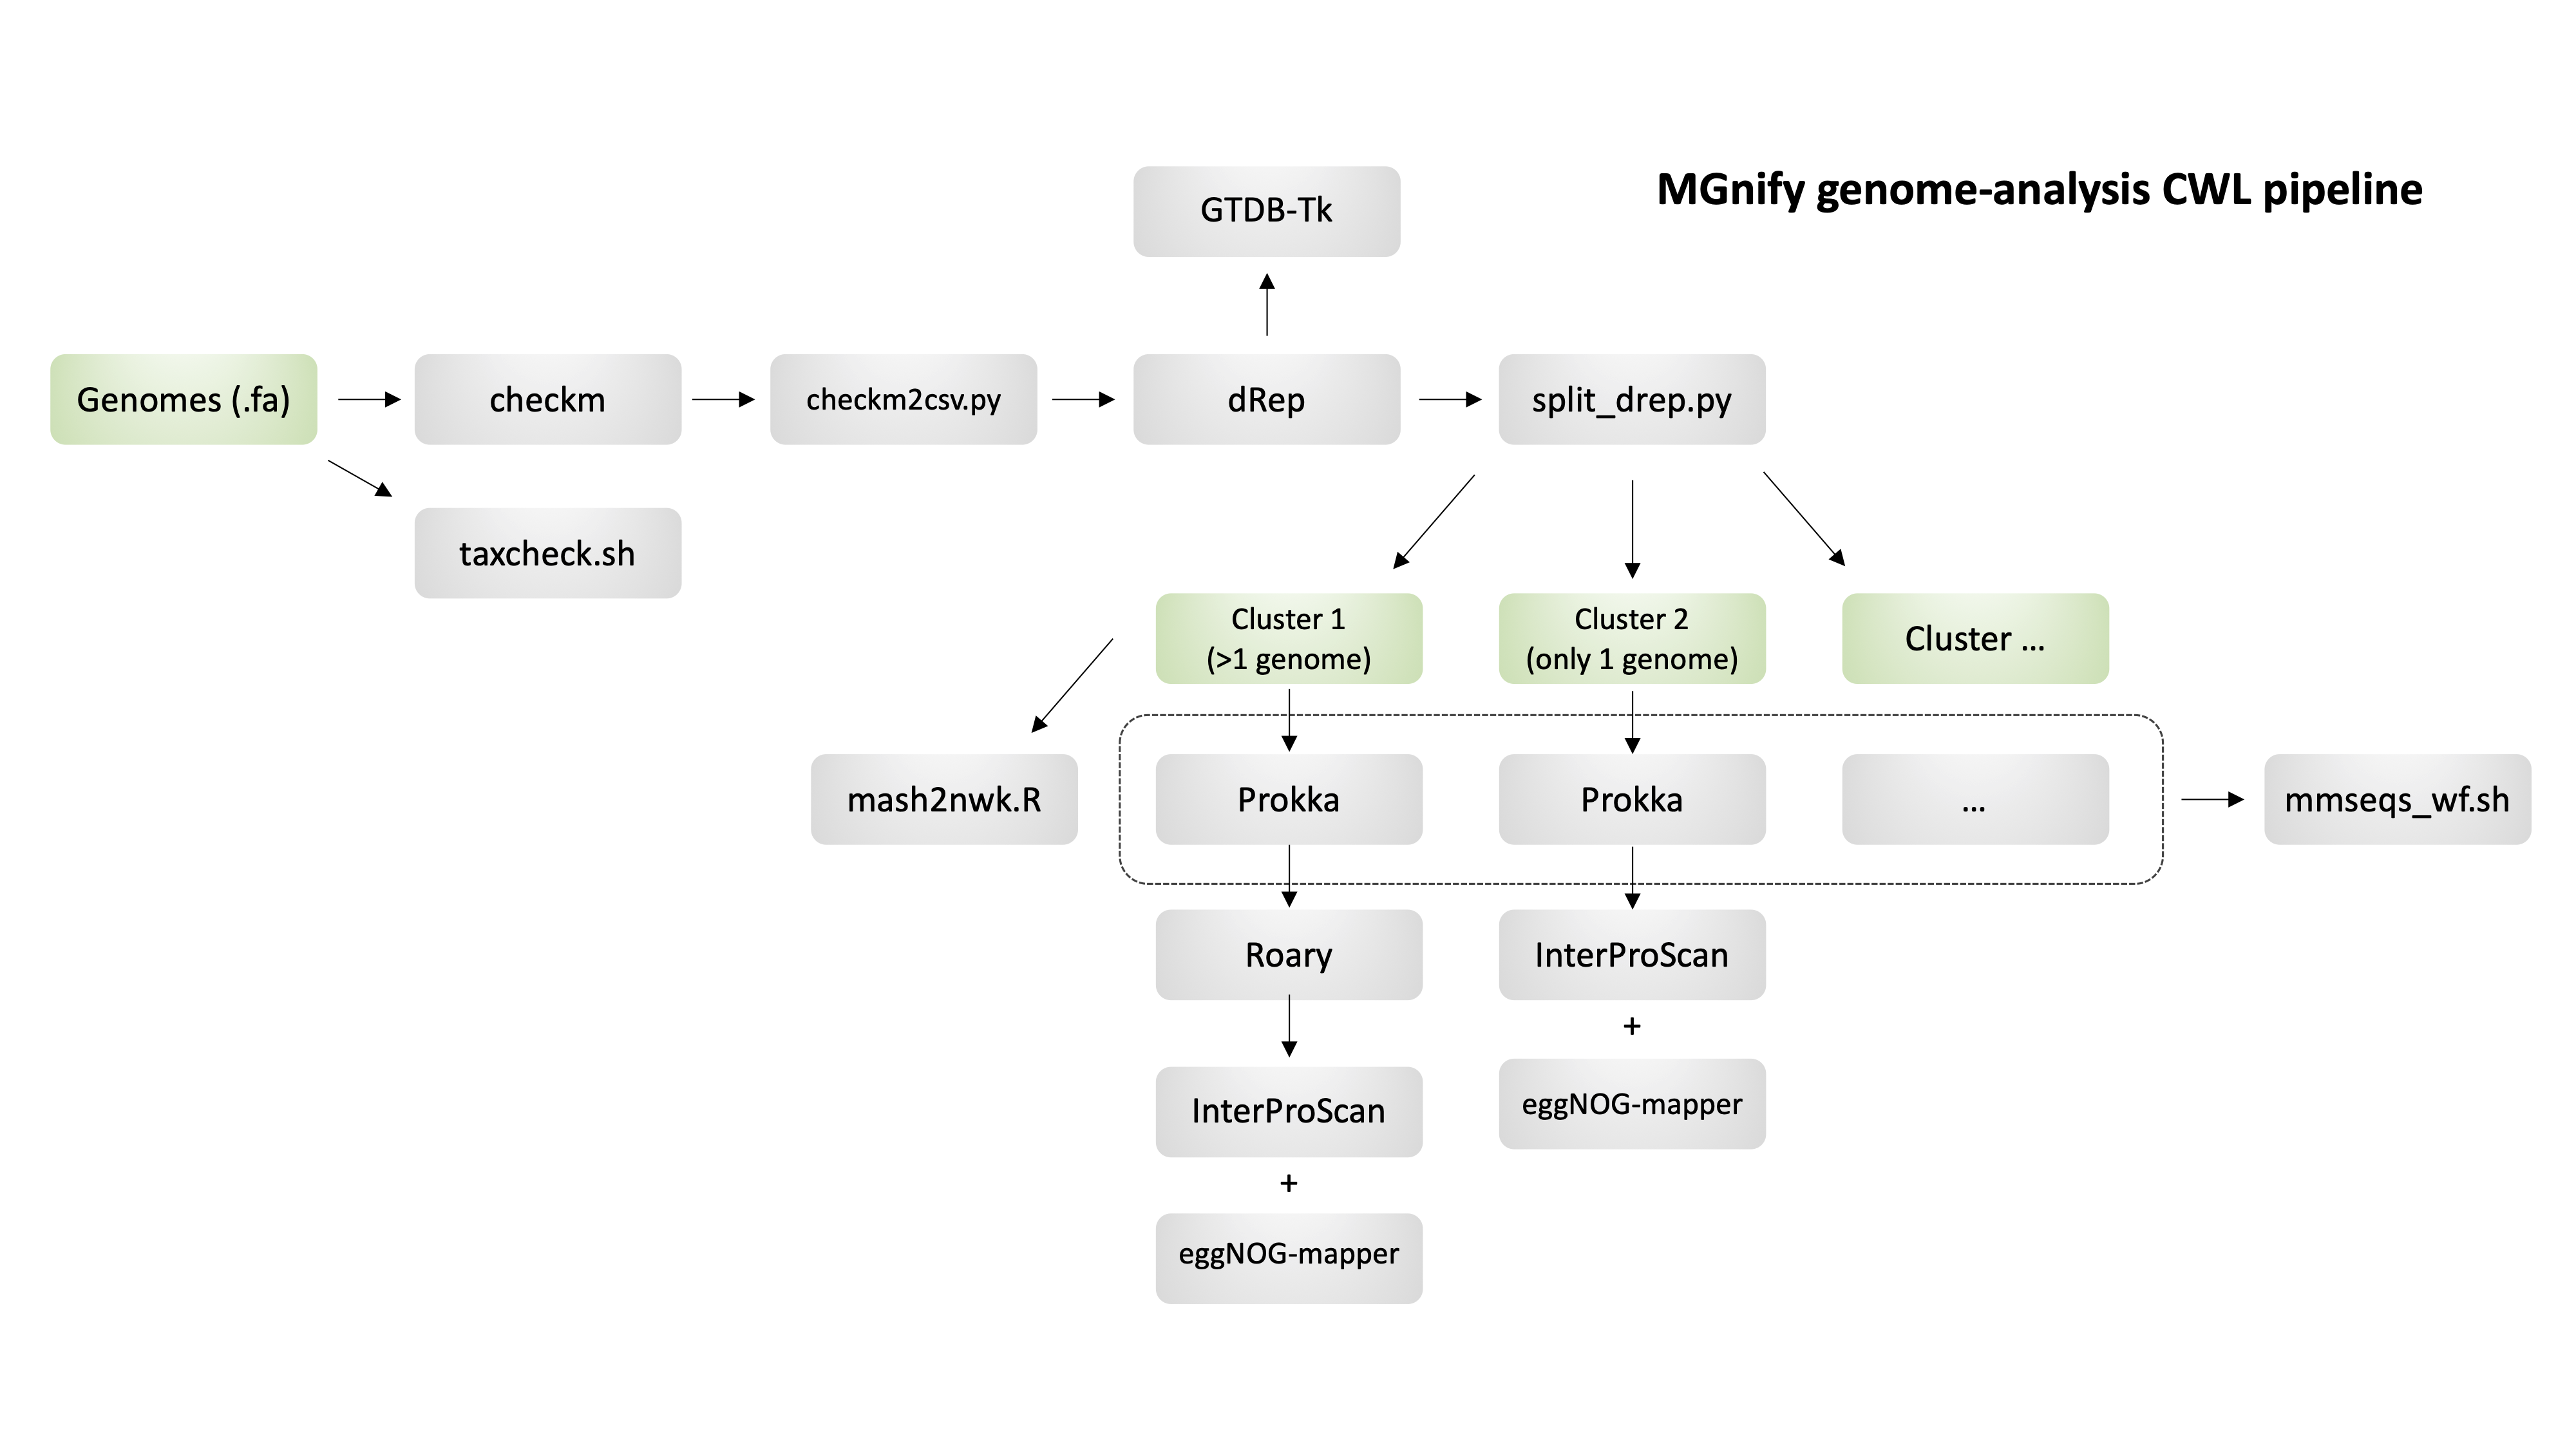 MGnify genome-analysis CWL pipeline
GTDB-Tk
Genomes (.fa)
checkm
checkm2csv.py
dRep
split_drep.py
taxcheck.sh
Cluster 1
(>1 genome)
Cluster 2
(only 1 genome)
Cluster ...
mash2nwk.R
Prokka
Prokka
...
mmseqs_wf.sh
Roary
InterProScan
+
eggNOG-mapper
InterProScan
+
eggNOG-mapper